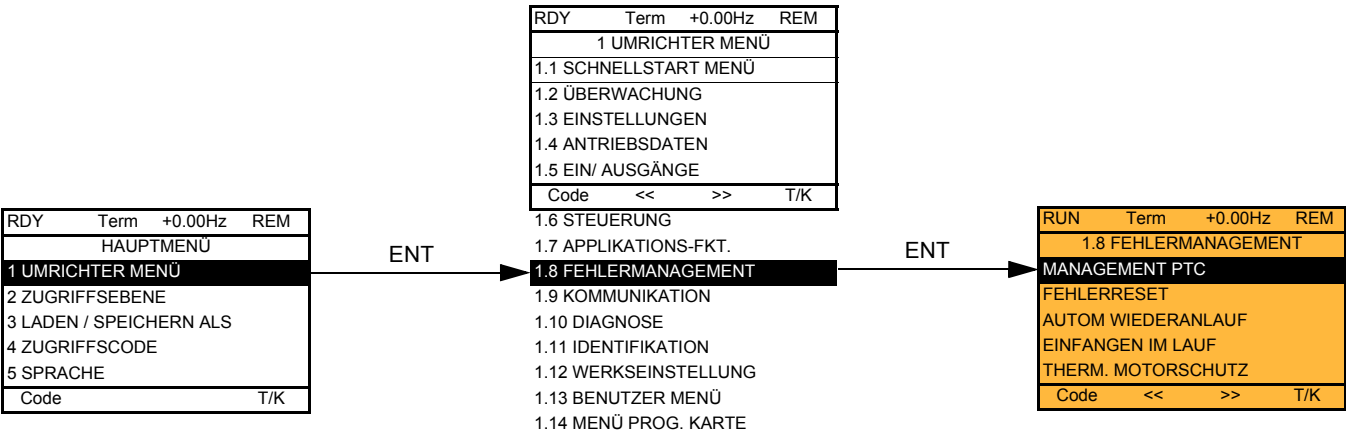 RDY Term +0.00Hz REM
HAUPTMENÜ
1 UMRICHTER MENÜ
2 ZUGRIFFSEBENE
3 LADEN / SPEICHERN ALS
4 ZUGRIFFSCODE
5 SPRACHE
Code T/K
ENT
RDY Term +0.00Hz REM
1 UMRICHTER MENÜ
1.1 SCHNELLSTART MENÜ
1.2 ÜBERWACHUNG
1.3 EINSTELLUNGEN
1.4 ANTRIEBSDATEN
1.5 EIN/ AUSGÄNGE
Code << >> T/K
1.6 STEUERUNG
1.7 APPLIKATIONS-FKT.
1.8 FEHLERMANAGEMENT
1.9 KOMMUNIKATION
1.10 DIAGNOSE
1.11 IDENTIFIKATION
1.12 WERKSEINSTELLUNG
1.13 BENUTZER MENÜ
1.14 MENÜ PROG. KARTE
ENT
RUN Term +0.00Hz REM
1.8 FEHLERMANAGEMENT
MANAGEMENT PTC
FEHLERRESET
AUTOM WIEDERANLAUF
EINFANGEN IM LAUF
THERM. MOTORSCHUTZ
Code << >> T/K